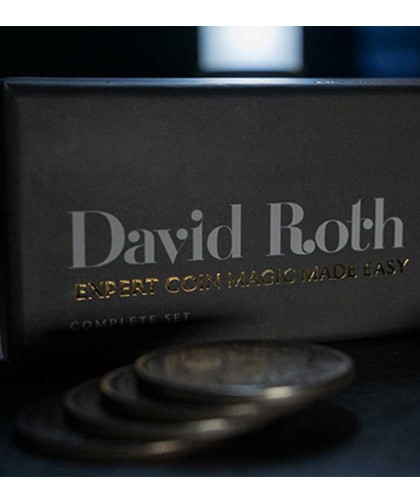 David Roth
EXPERT COIN MAGIC MADE EASY
COMPLETE SET